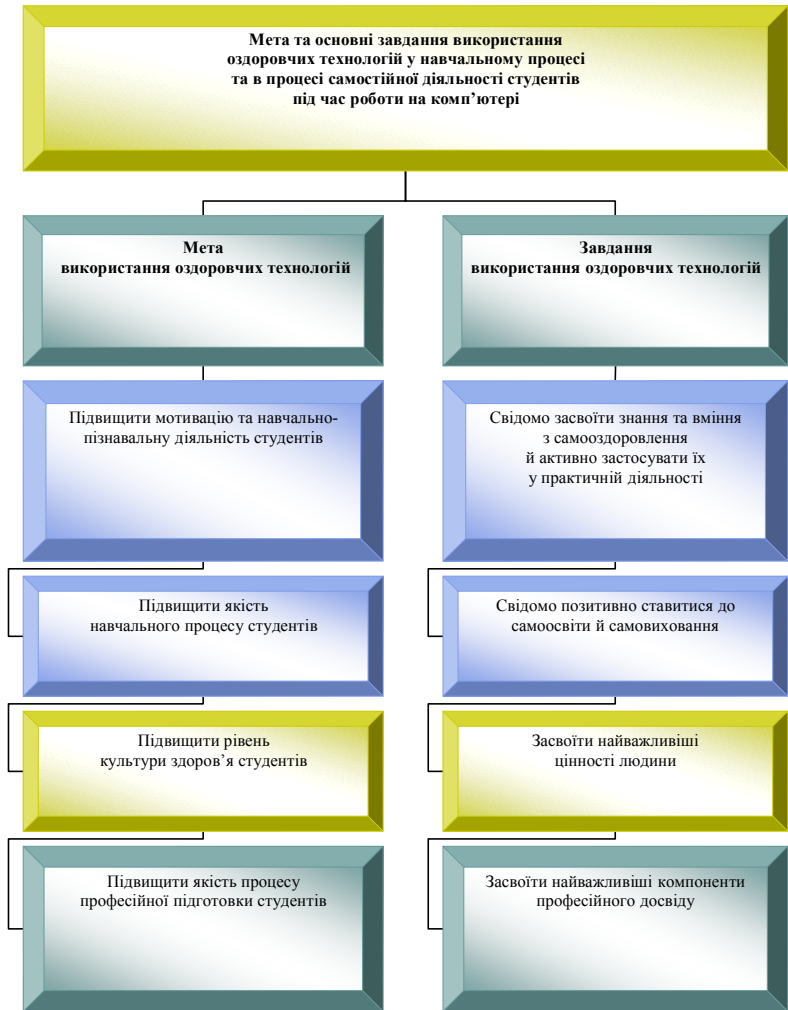 Мета та основні завдання використання
оздоровчих технологій у навчальному процесі
та в процесі самостійної діяльності студентів
під час роботи на комп’ютері
Мета
використання оздоровчих технологій
Підвищити мотивацію та навчально-
пізнавальну діяльність студентів
Підвищити якість
навчального процесу студентів
Підвищити рівень
культури здоров’я студентів
Підвищити якість процесу
професійної підготовки студентів
Завдання
використання оздоровчих технологій
Свідомо засвоїти знання та вміння
з самооздоровлення
й активно застосувати їх
у практичній діяльності
Свідомо позитивно ставитися до
самоосвіти й самовиховання
Засвоїти найважливіші
цінності людини
Засвоїти найважливіші компоненти
професійного досвіду